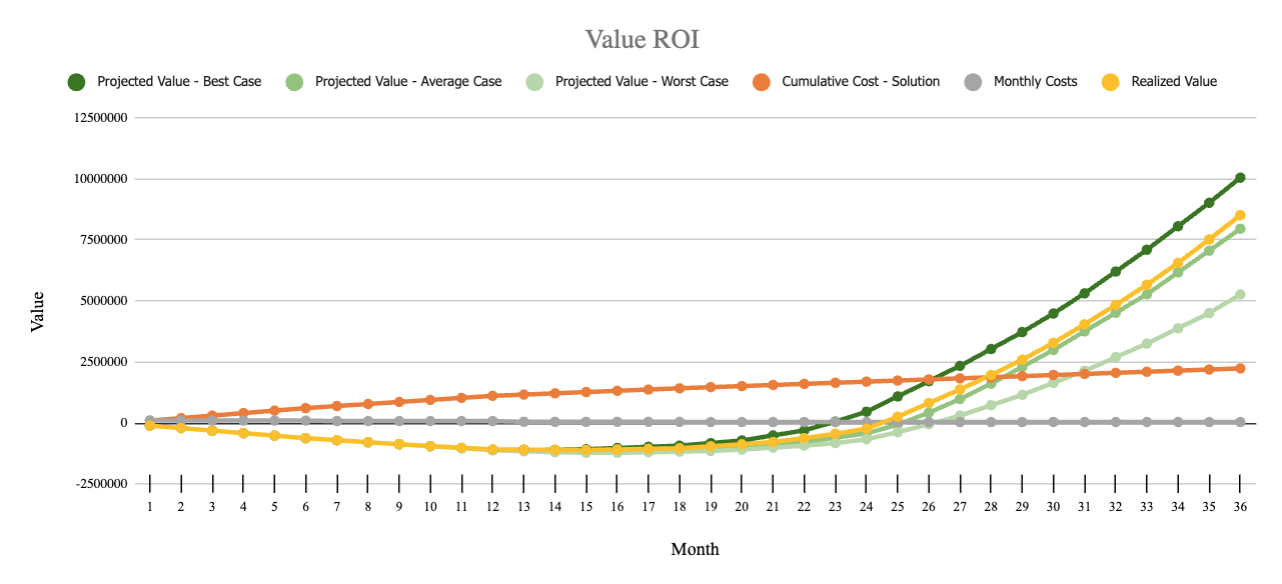 Value ROI
Projected Value - Best Case Projected Value - Average Case Projected Value - Worst Case Cumulative Cost - Solution Monthly Costs Realized Value
12500000
10000000
7500000
5000000
2500000
0
-2500000
Value
1 2 3 4 5 6 7 8 9 10 11 12 13 14 15 16 17 18 19 20 21 22 23 24 25 26 27 28 29 30 31 32 33 34 35 36
Month